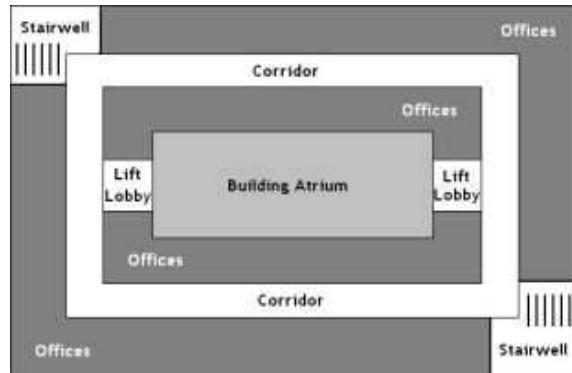 Stairwell
Offices
Corridor
Offices
Lift
Lobby
Building Atrium
Lift
Lobby
Offices
Corridor
Offices
Stairwell